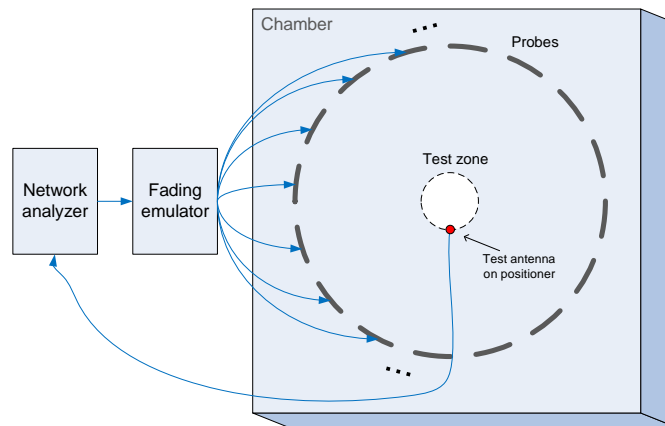 Chamber
Probes
Test zone
Network
analyzer
Fading
emulator
Test antenna
on positioner